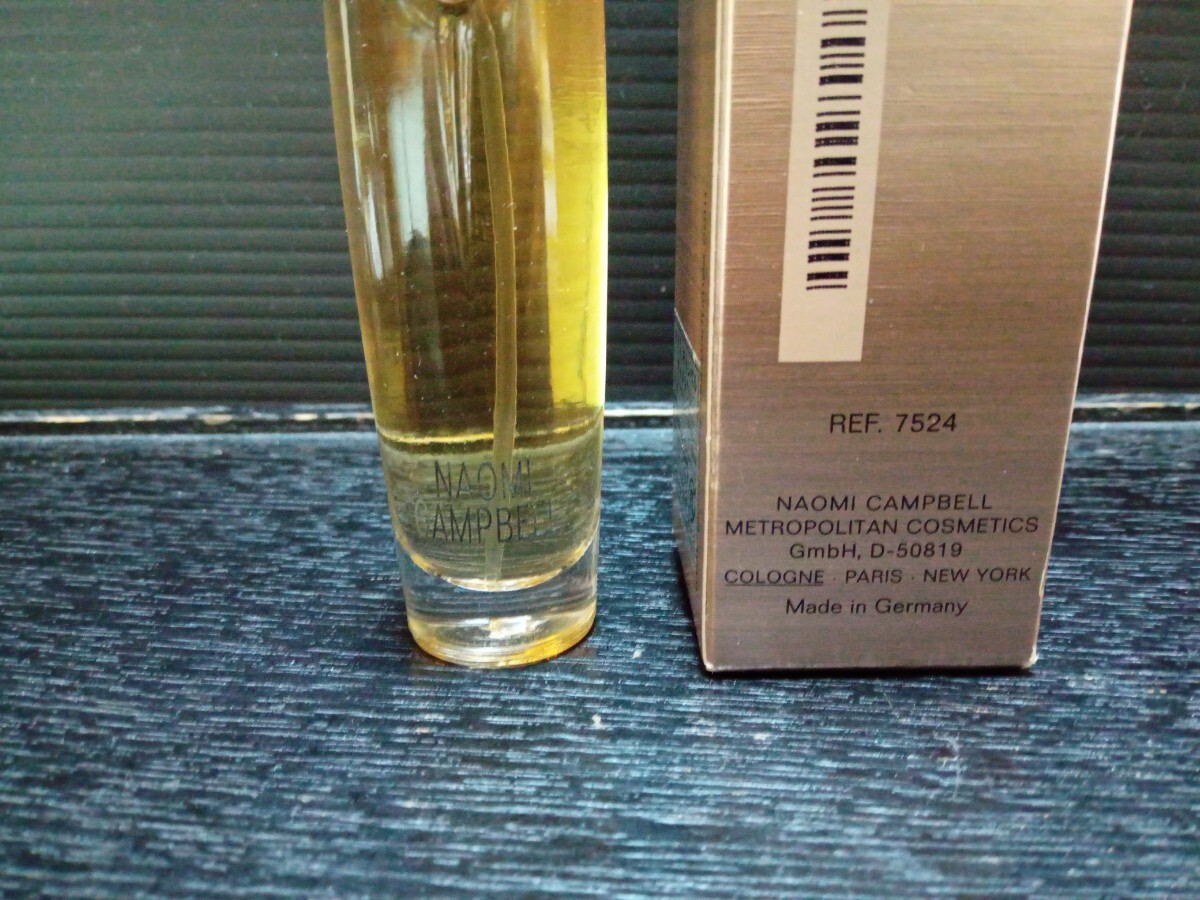 NAOMI
CAMPBELL
REF. 7524
NAOMI CAMPBELL
METROPOLITAN COSMETICS
GmbH, D-50819
COLOGNE · PARIS · NEW YORK
Made in Germany